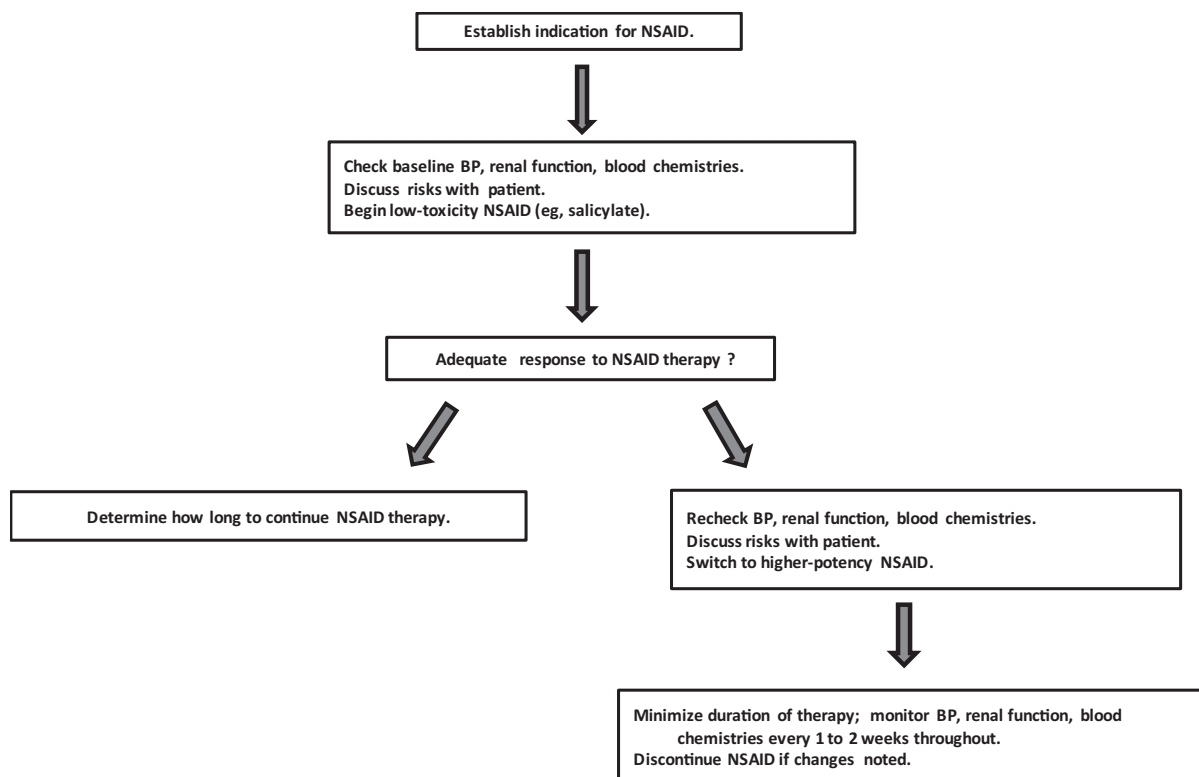 Establish indication for NSAID.
Check baseline BP, renal function, blood chemistries.
Discuss risks with patient.
Begin low-toxicity NSAID (eg, salicylate).
Adequate response to NSAID therapy ?
Determine how long to continue NSAID therapy.
Recheck BP, renal function, blood chemistries.
Discuss risks with patient.
Switch to higher-potency NSAID.
Minimize duration of therapy; monitor BP, renal function, blood
chemistries every 1 to 2 weeks throughout.
Discontinue NSAID if changes noted.